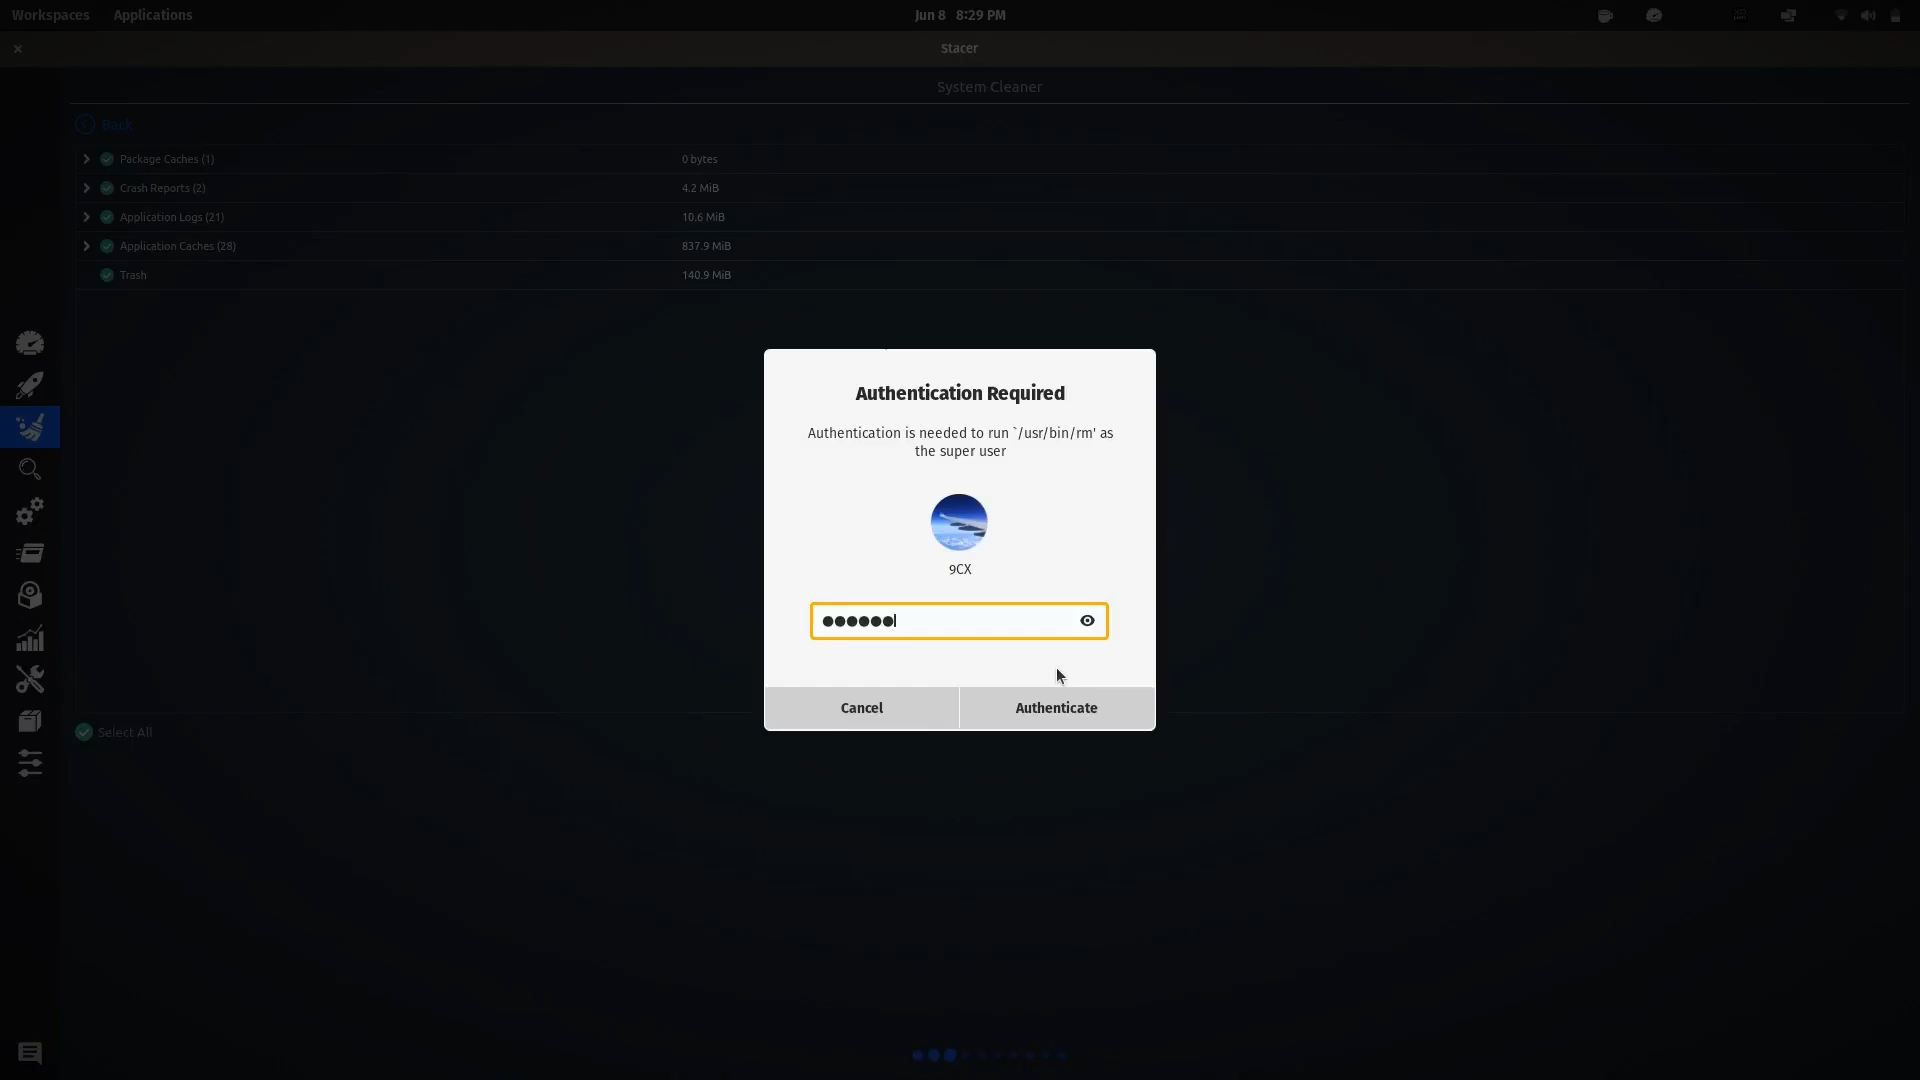 Workspaces Applications Jun 8 8:29 PM
Stacer
System Cleaner
Back
Package Caches (1) 0 bytes
Crash Reports (2) 4.2 MiB
Application Logs (21) 10.6 MiB
Application Caches (28) 837.9 MiB
Trash 140.9 MiB
Authentication Required
Authentication is needed to run `/usr/bin/rm' as
the super user
9CX
Cancel Authenticate
Select All